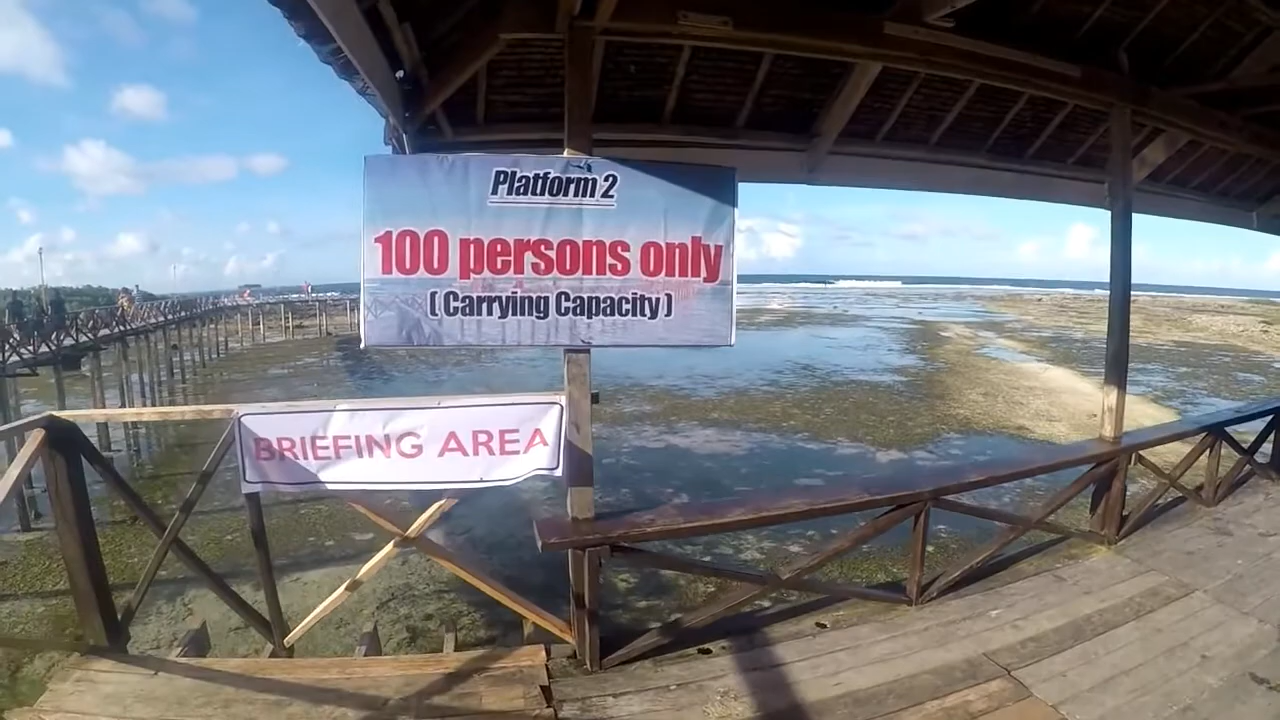 Platform 2
100 persons only
( Carrying Capacity )
BRIEFING AREA